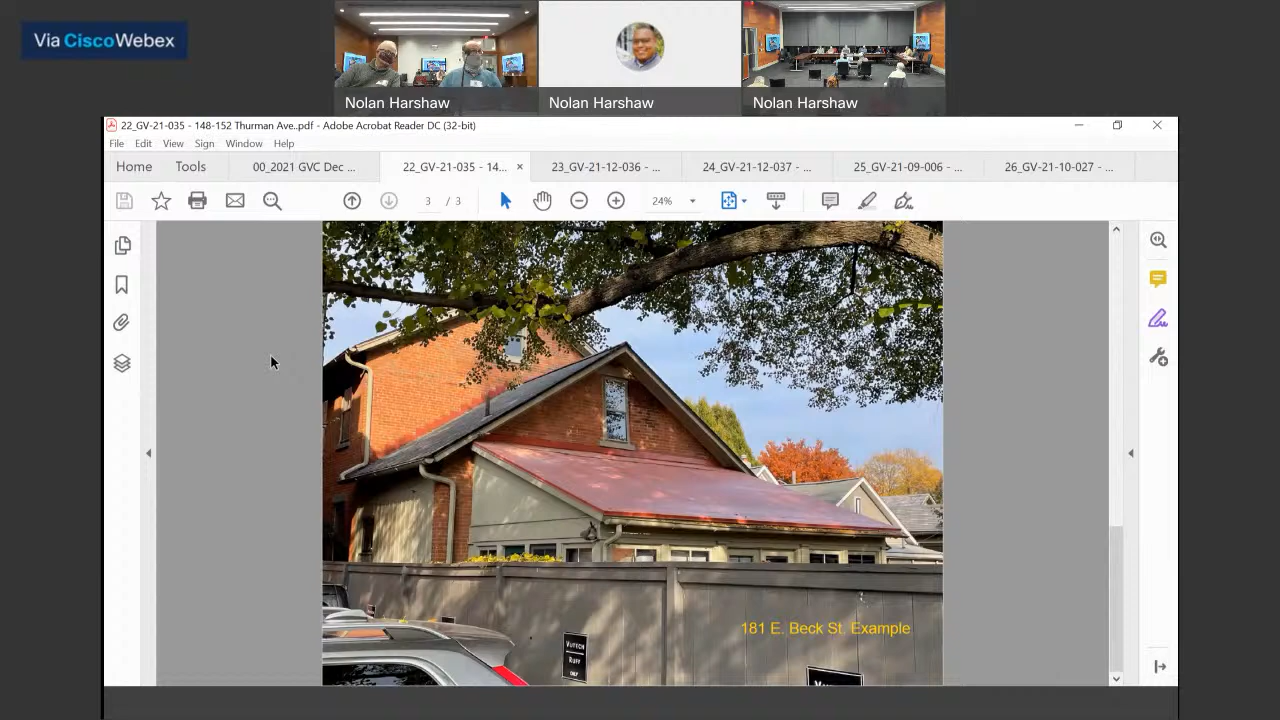 Via CiscoWebex
Nolan Harshaw
Nolan Harshaw
Nolan Harshaw
22_GV-21-035 - 148-152 Thurman Ave..pdf - Adobe Acrobat Reader DC (32-bit)
File Edit View Sign Window Help
Home Tools 00_2021 GVC Dec ... 22_GV-21-035 - 14... 23_GV-21-12-036 - ... 24_GV-21-12-037 - ... 25_GV-21-09-006 - ... 26_GV-21-10-027 - ...
3 / 3 24%
181 E. Beck St. Example
VUTECH
RUFF